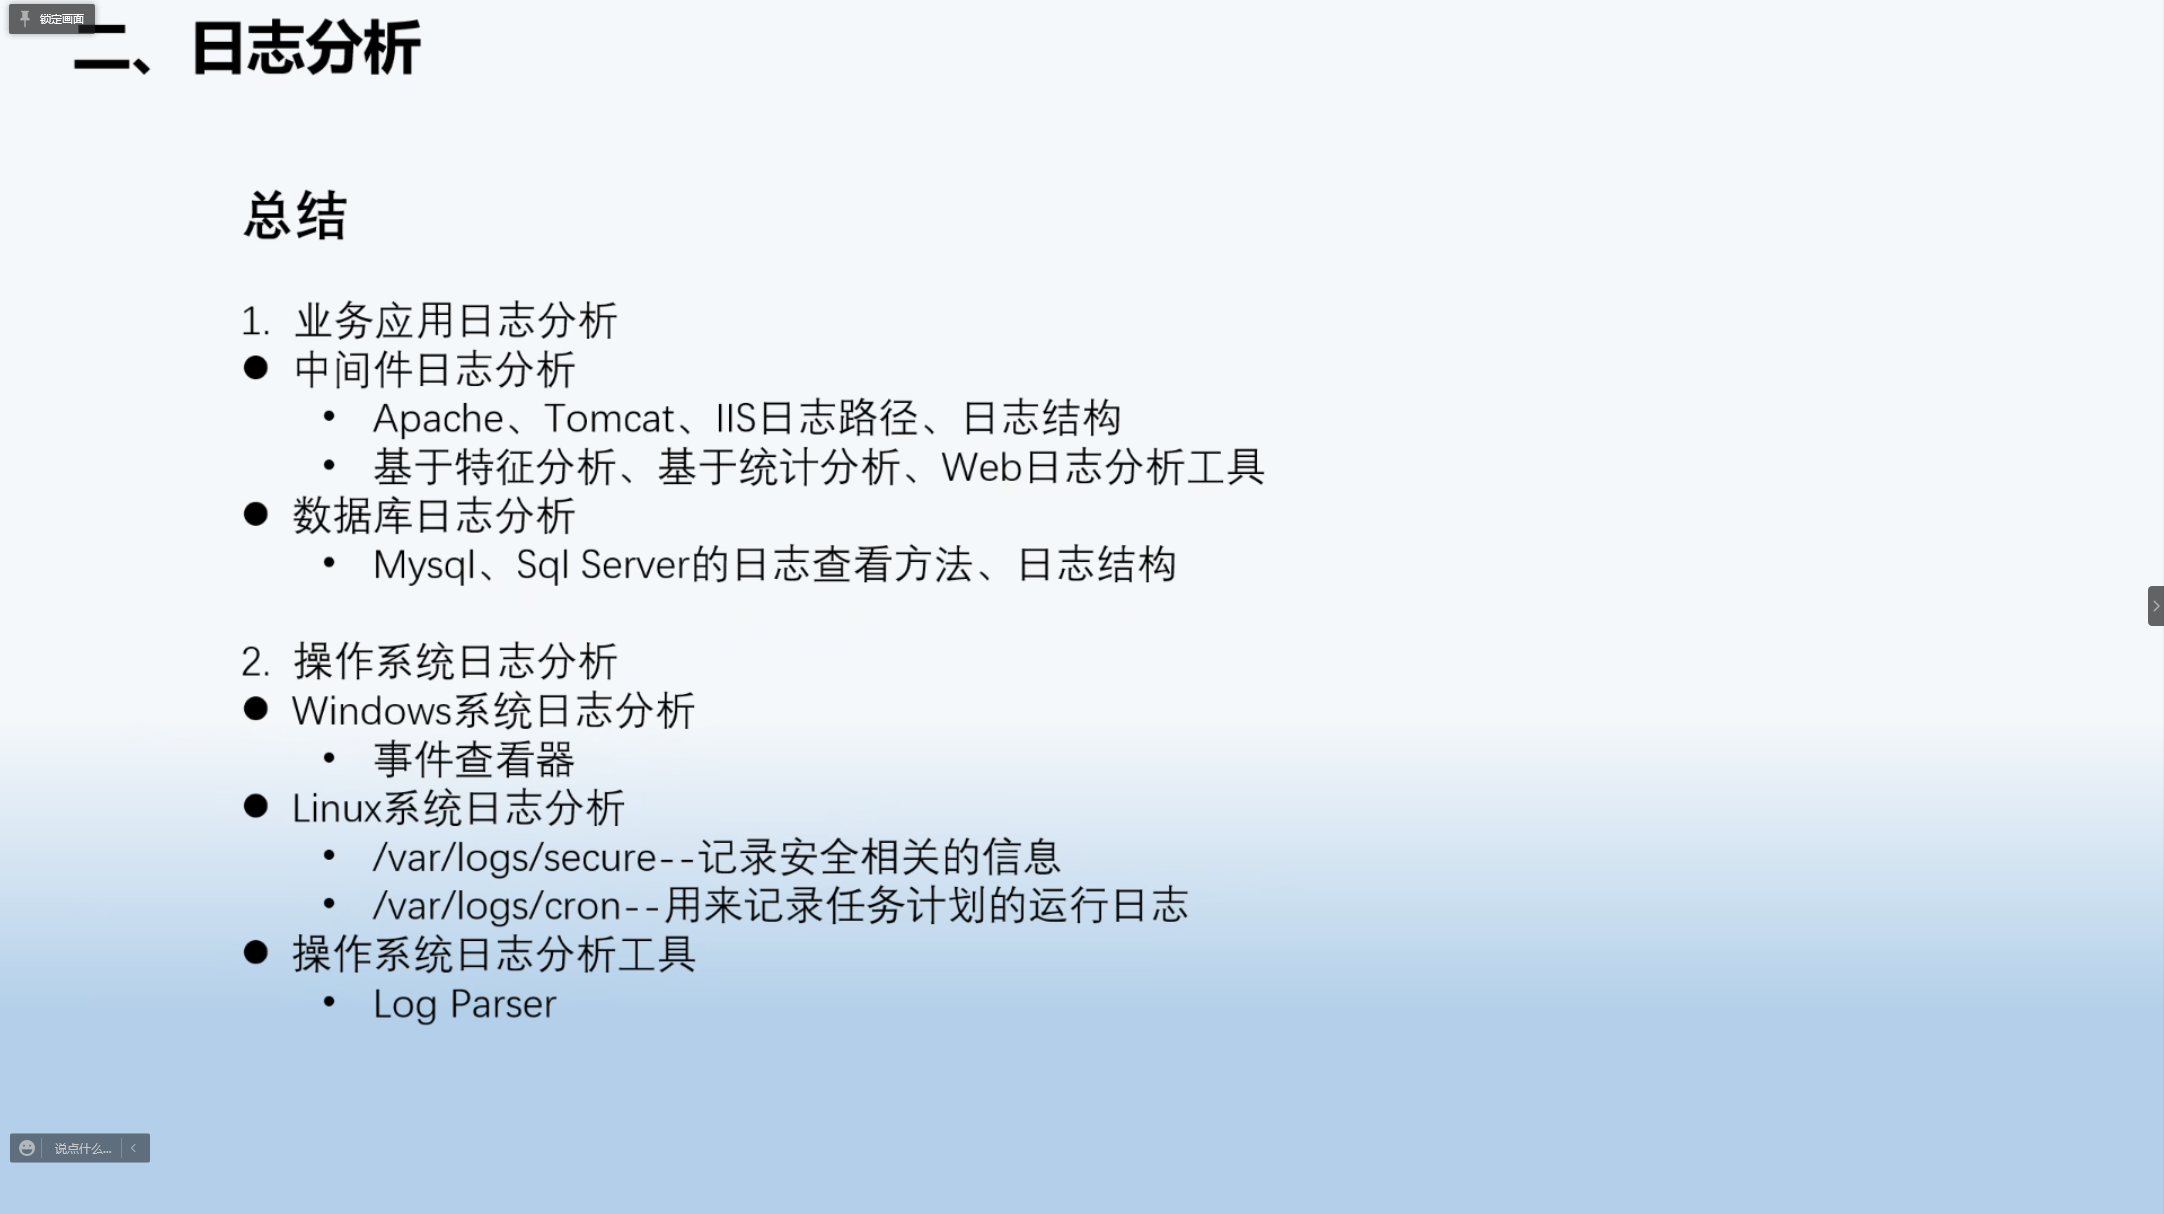 锁定画面
二、日志分析
总结
1. 业务应用日志分析
● 中间件日志分析
• Apache、Tomcat、IIS日志路径、日志结构
• 基于特征分析、基于统计分析、Web日志分析工具
● 数据库日志分析
• Mysql、Sql Server的日志查看方法、日志结构
2. 操作系统日志分析
● Windows系统日志分析
• 事件查看器
● Linux系统日志分析
• /var/logs/secure--记录安全相关的信息
• /var/logs/cron--用来记录任务计划的运行日志
● 操作系统日志分析工具
• Log Parser
说点什么...